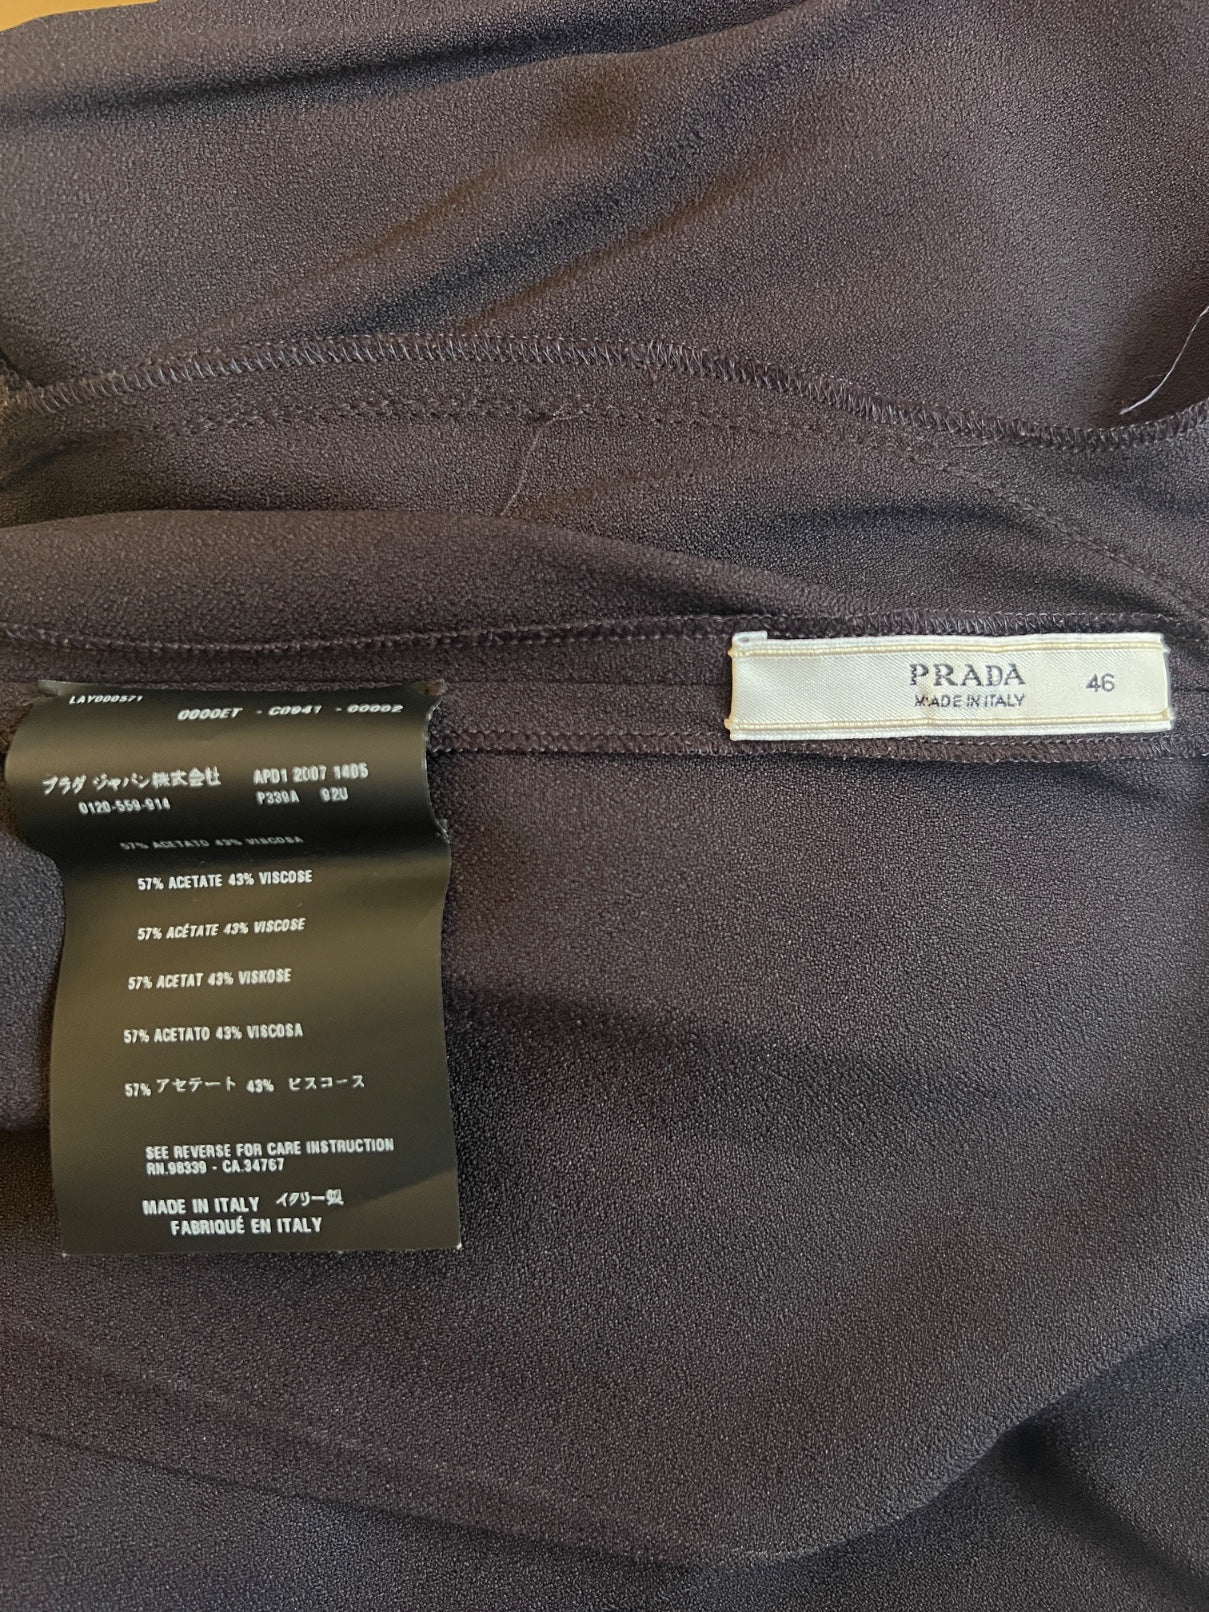 LAY000571
0000ET - C0941 - 00002
プラダ ジャパン株式会社 AP01 2007 1405
0120-559-914 P339A 92U
57% ACETATO 43% VISCOSA
57% ACETATE 43% VISCOSE
57% ACÉTATE 43% VISCOSE
57% ACETAT 43% VISKOSE
57% ACETATO 43% VISCOSA
57% アセテート 43% ビスコース
SEE REVERSE FOR CARE INSTRUCTION
RN.98339 - CA.34767
MADE IN ITALY イタリー製
FABRIQUÉ EN ITALY
PRADA 46
MADE IN ITALY